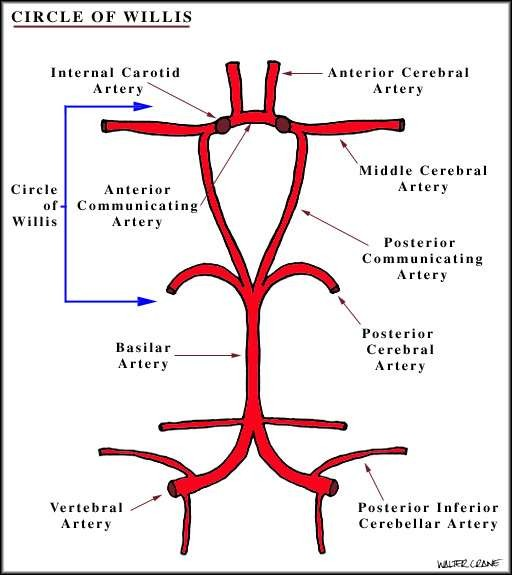 CIRCLE OF WILLIS
Internal Carotid
Artery
Anterior Cerebral
Artery
Middle Cerebral
Artery
Circle
of
Willis
Anterior
Communicating
Artery
Posterior
Communicating
Artery
Basilar
Artery
Posterior
Cerebral
Artery
Vertebral
Artery
Posterior Inferior
Cerebellar Artery
WALTER CRANE